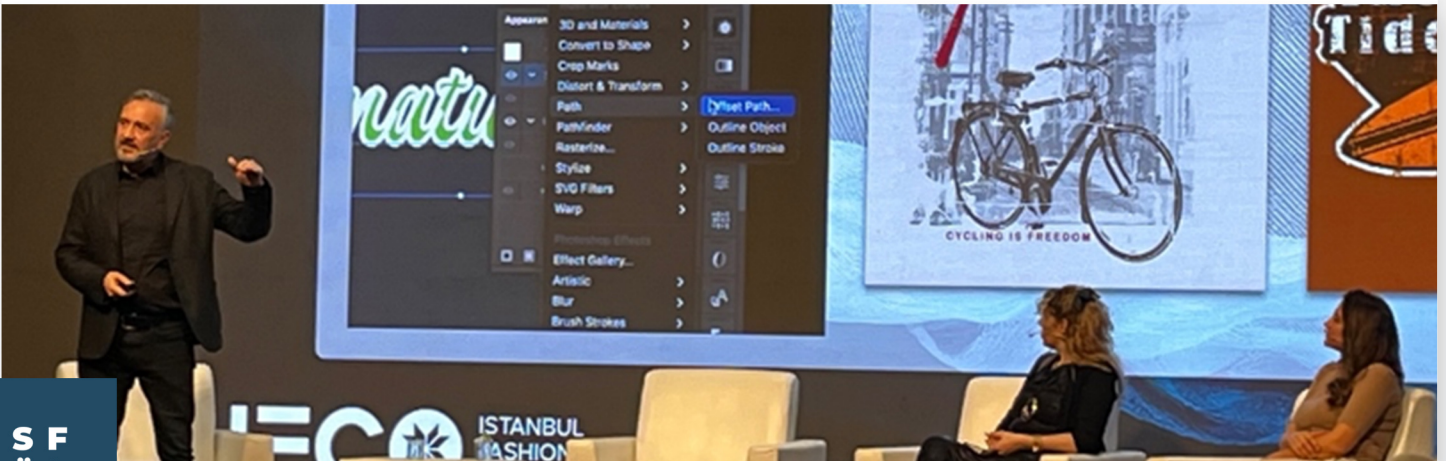 Appearan
3D and Materials
Convert to Shape
Crop Marks
Distort & Transform
Path
Pathfinder
Rasterize...
Stylize
SVG Filters
Warp
Photoshop Effects
Effect Gallery...
Artistic
Blur
Brush Strokes
Offset Path...
Outline Object
Outline Stroke
natu
CYCLING IS FREEDOM
Tide
IFCO
ISTANBUL
FASHION
S F